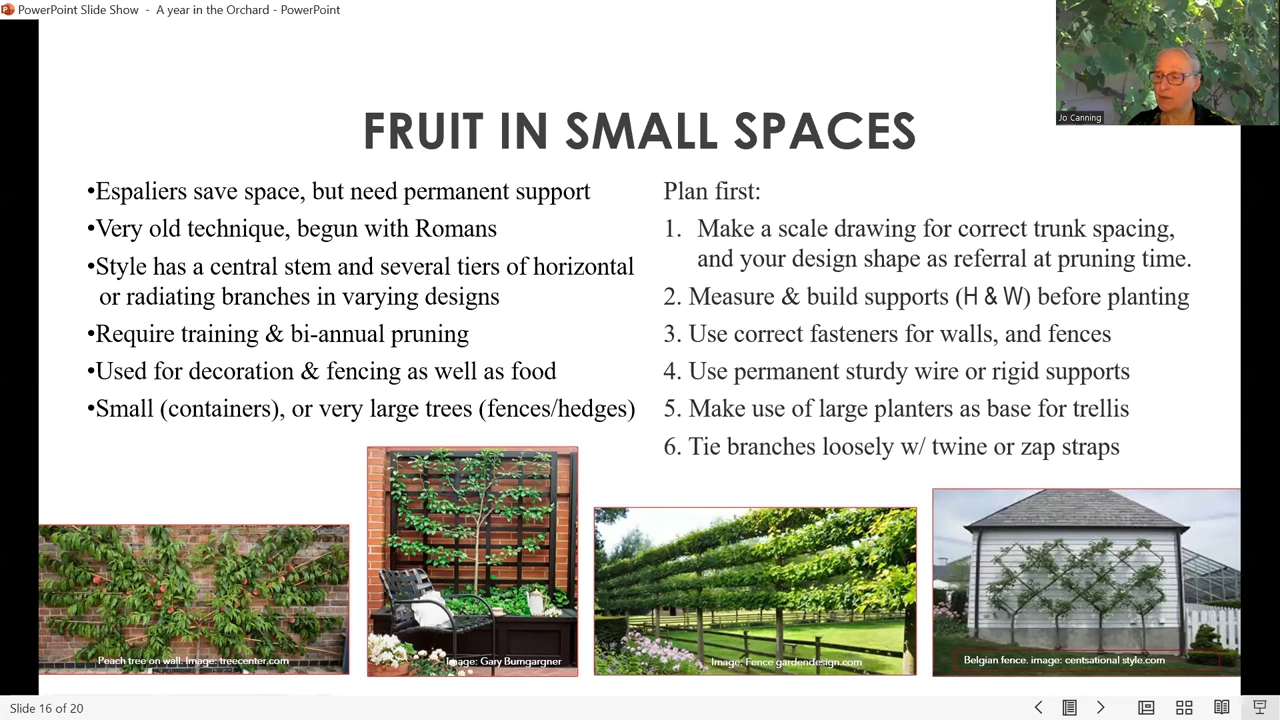 PowerPoint Slide Show - A year in the Orchard - PowerPoint
Jo Canning
FRUIT IN SMALL SPACES
•Espaliers save space, but need permanent support
•Very old technique, begun with Romans
•Style has a central stem and several tiers of horizontal
or radiating branches in varying designs
•Require training & bi-annual pruning
•Used for decoration & fencing as well as food
•Small (containers), or very large trees (fences/hedges)
Plan first:
1. Make a scale drawing for correct trunk spacing,
and your design shape as referral at pruning time.
2. Measure & build supports (H & W) before planting
3. Use correct fasteners for walls, and fences
4. Use permanent sturdy wire or rigid supports
5. Make use of large planters as base for trellis
6. Tie branches loosely w/ twine or zap straps
Peach tree on wall. Image: treecenter.com
Image: Gary Bumgargner
Image: Fence gardendesign.com
Belgian fence. image: centsational style.com
Slide 16 of 20